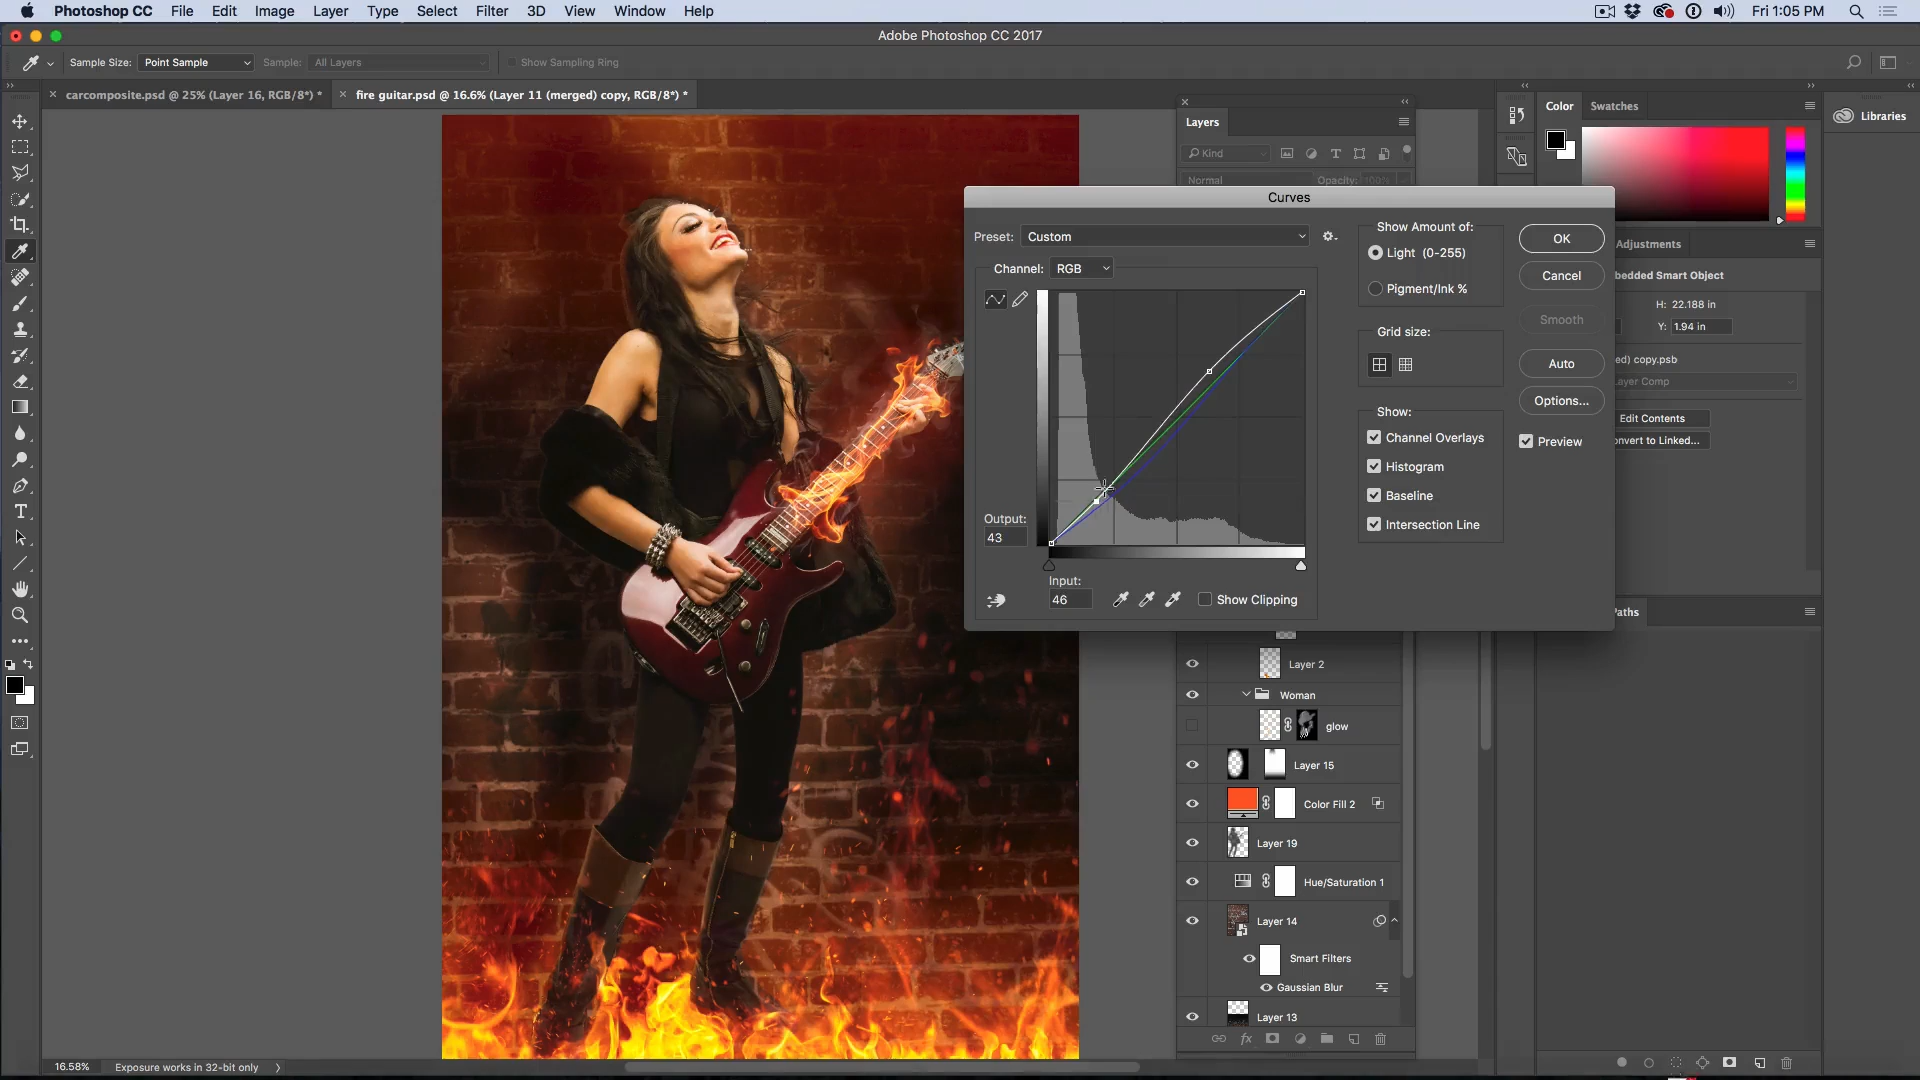 Photoshop CC File Edit Image Layer Type Select Filter 3D View Window Help Fri 1:05 PM
Adobe Photoshop CC 2017
Sample Size: Point Sample Sample: All Layers Show Sampling Ring
carcomposite.psd @ 25% (Layer 16, RGB/8*) * fire guitar.psd @ 16.6% (Layer 11 (merged) copy, RGB/8*) *
Layers
Kind
Normal Opacity: 100%
Color Swatches
Libraries
Curves
Preset: Custom
Channel: RGB
Output:
43
Input:
46
Show Clipping
Show Amount of:
Light (0-255)
Pigment/Ink %
Grid size:
Show:
Channel Overlays
Histogram
Baseline
Intersection Line
OK
Cancel
Smooth
Auto
Options...
Preview
Adjustments
bedded Smart Object
H: 22.188 in
Y: 1.94 in
ed) copy.psb
Layer Comp
Edit Contents
onvert to Linked...
Paths
Layer 2
Woman
glow
Layer 15
Color Fill 2
Layer 19
Hue/Saturation 1
Layer 14
Smart Filters
Gaussian Blur
Layer 13
fx
16.58% Exposure works in 32-bit only